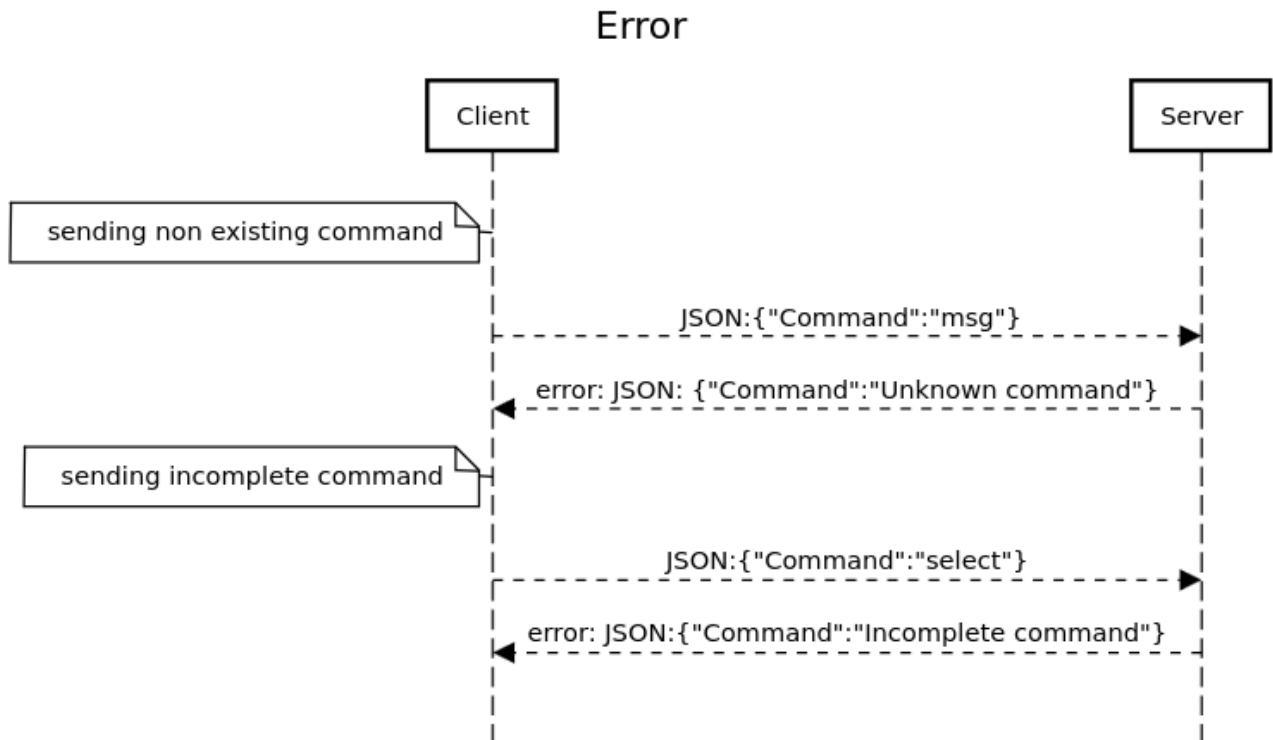 Error
Client
Server
sending non existing command
JSON:{"Command":"msg"}
error: JSON: {"Command":"Unknown command"}
sending incomplete command
JSON:{"Command":"select"}
error: JSON:{"Command":"Incomplete command"}